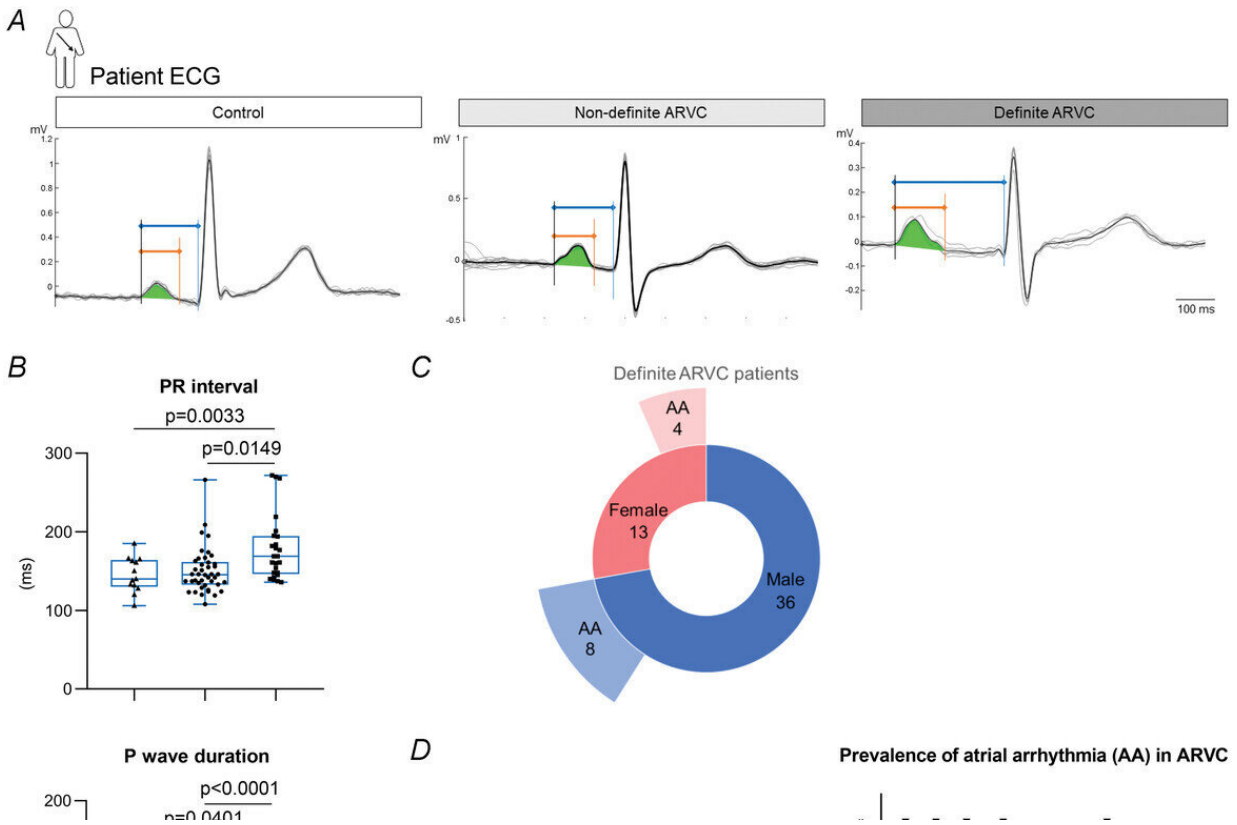 A
Patient ECG
Control
Non-definite ARVC
Definite ARVC
mV
1.2
1
0.8
0.6
0.4
0.2
0
mV
1
0.5
0
-0.5
mV
0.4
0.3
0.2
0.1
0
-0.1
-0.2
100 ms
B
PR interval
p=0.0033
p=0.0149
300
200
100
0
(ms)
C
Definite ARVC patients
AA
4
Female
13
Male
36
AA
8
P wave duration
p<0.0001
p=0.0401
200
D
Prevalence of atrial arrhythmia (AA) in ARVC